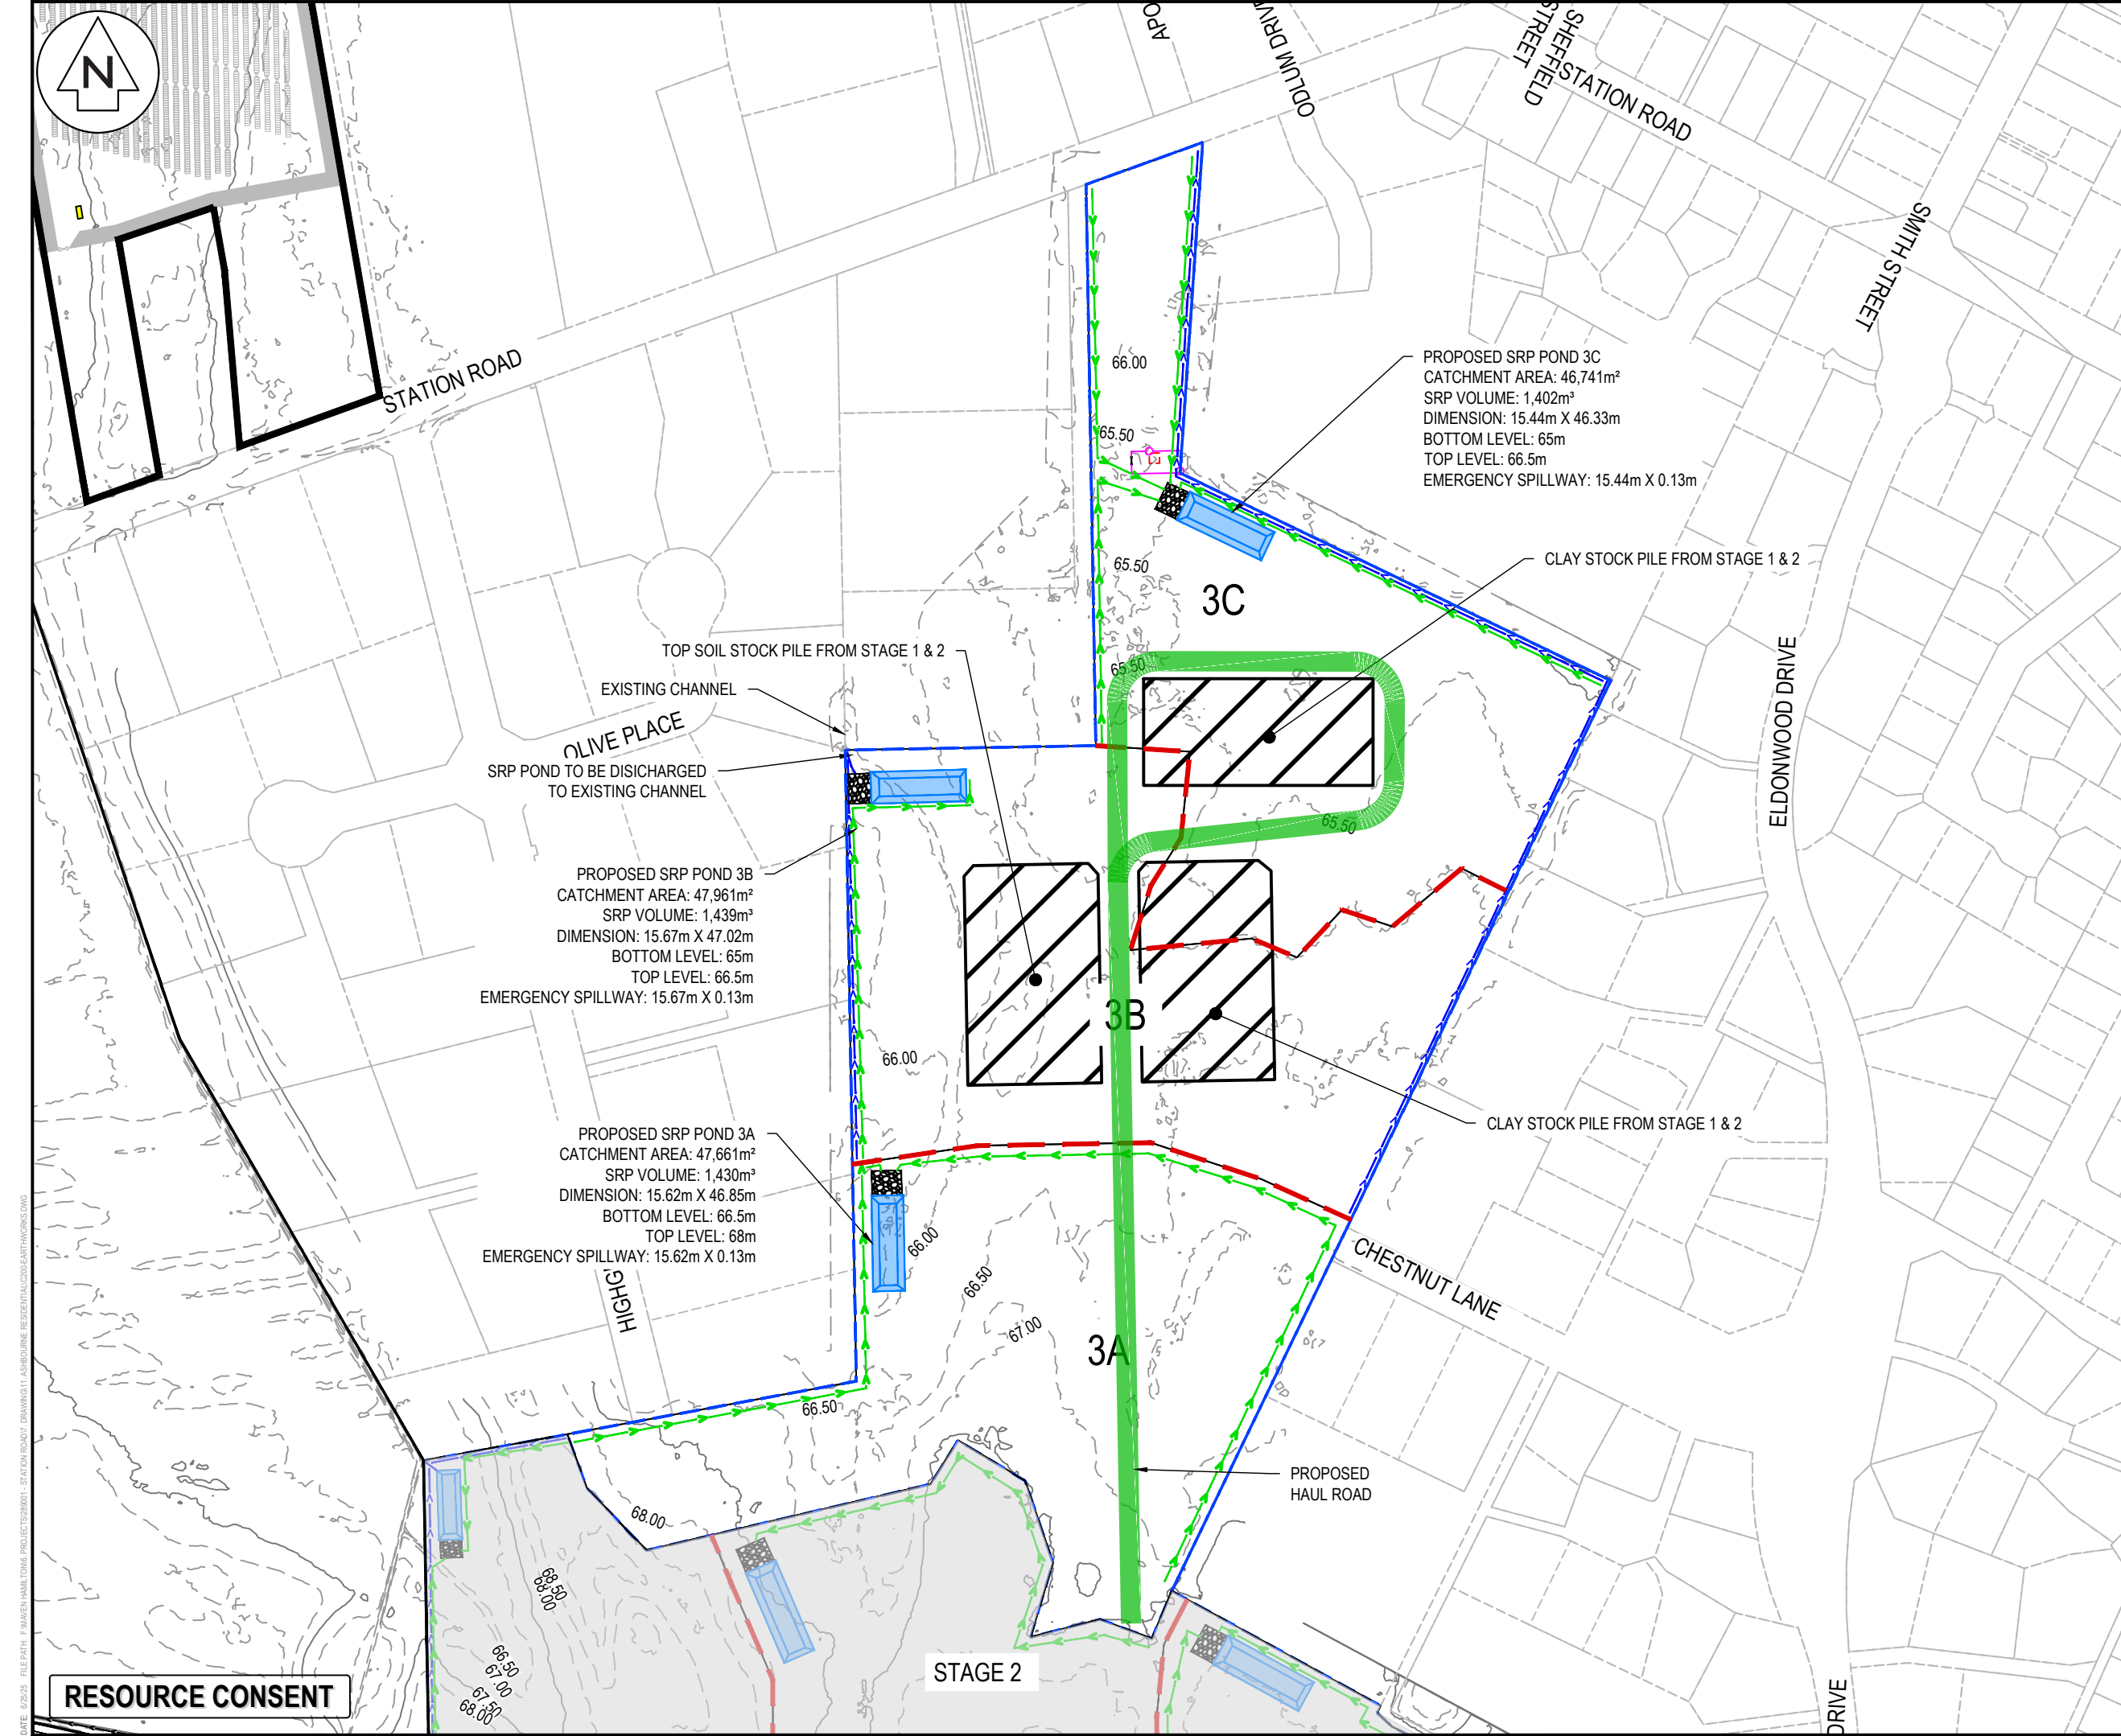 N
APO
ODLUM DRIVE
SHEFFIELD
STREET
STATION ROAD
SMITH STREET
STATION ROAD
66.00
65.50
PROPOSED SRP POND 3C
CATCHMENT AREA: 46,741m²
SRP VOLUME: 1,402m³
DIMENSION: 15.44m X 46.33m
BOTTOM LEVEL: 65m
TOP LEVEL: 66.5m
EMERGENCY SPILLWAY: 15.44m X 0.13m
65.50
3C
CLAY STOCK PILE FROM STAGE 1 & 2
TOP SOIL STOCK PILE FROM STAGE 1 & 2
65.50
EXISTING CHANNEL
OLIVE PLACE
SRP POND TO BE DISICHARGED
TO EXISTING CHANNEL
ELDONWOOD DRIVE
65.50
PROPOSED SRP POND 3B
CATCHMENT AREA: 47,961m²
SRP VOLUME: 1,439m³
DIMENSION: 15.67m X 47.02m
BOTTOM LEVEL: 65m
TOP LEVEL: 66.5m
EMERGENCY SPILLWAY: 15.67m X 0.13m
3B
66.00
CLAY STOCK PILE FROM STAGE 1 & 2
PROPOSED SRP POND 3A
CATCHMENT AREA: 47,661m²
SRP VOLUME: 1,430m³
DIMENSION: 15.62m X 46.85m
BOTTOM LEVEL: 66.5m
TOP LEVEL: 68m
EMERGENCY SPILLWAY: 15.62m X 0.13m
66.00
66.50
67.00
CHESTNUT LANE
HIGHG
3A
66.50
PROPOSED
HAUL ROAD
68.00
68.50
68.00
66.50
67.00
67.50
68.00
STAGE 2
RESOURCE CONSENT
DRIVE